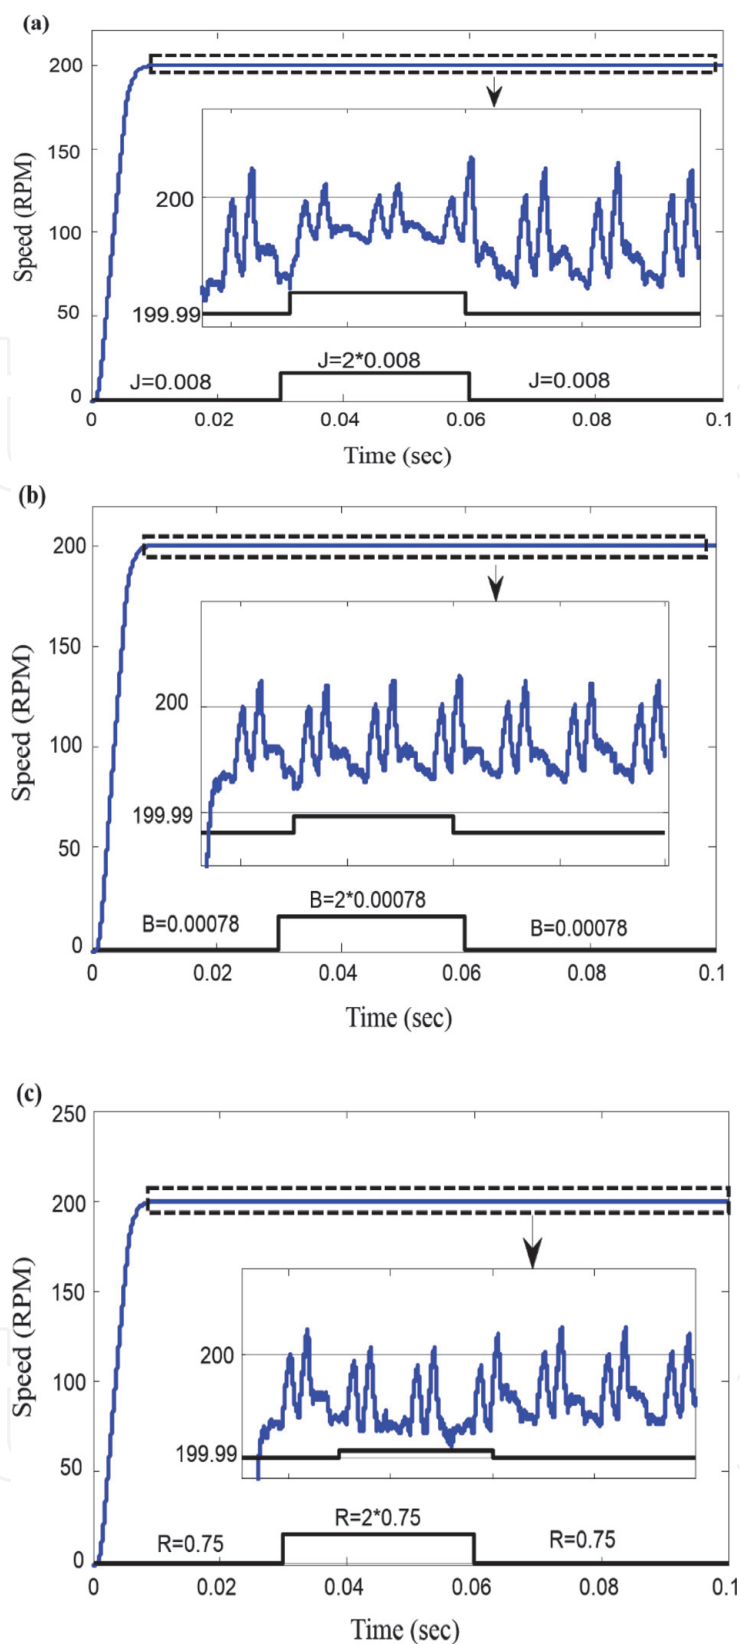 (a)
200
150
100
50
0
Speed (RPM)
200
199.99
J=0.008
J=2*0.008
J=0.008
0
0.02
0.04
0.06
0.08
0.1
Time (sec)
(b)
200
150
100
50
0
Speed (RPM)
200
199.99
B=0.00078
B=2*0.00078
B=0.00078
0
0.02
0.04
0.06
0.08
0.1
Time (sec)
(c)
250
200
150
100
50
0
Speed (RPM)
200
199.99
R=0.75
R=2*0.75
R=0.75
0
0.02
0.04
0.06
0.08
0.1
Time (sec)